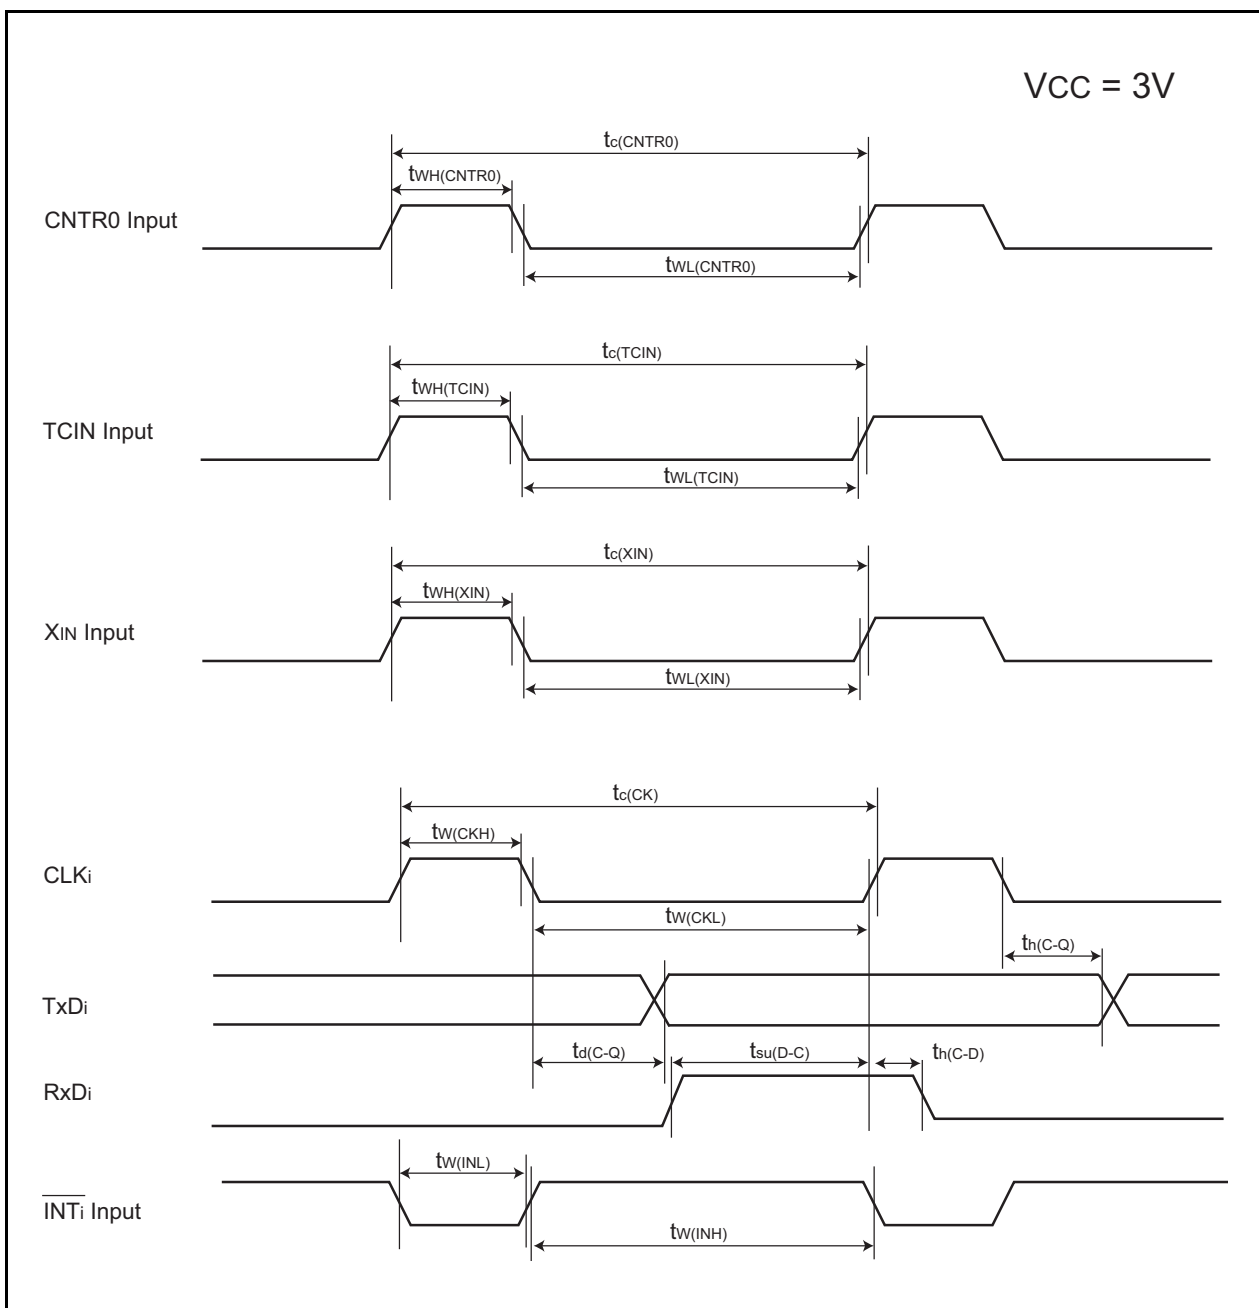 VCC = 3V
tc(CNTR0)
tWH(CNTR0)
CNTR0 Input
tWL(CNTR0)
tc(TCIN)
tWH(TCIN)
TCIN Input
tWL(TCIN)
tc(XIN)
tWH(XIN)
XIN Input
tWL(XIN)
tc(CK)
tW(CKH)
CLKi
tW(CKL)
th(C-Q)
TxDi
td(C-Q)
tsu(D-C)
th(C-D)
RxDi
tW(INL)
INTi Input
tW(INH)